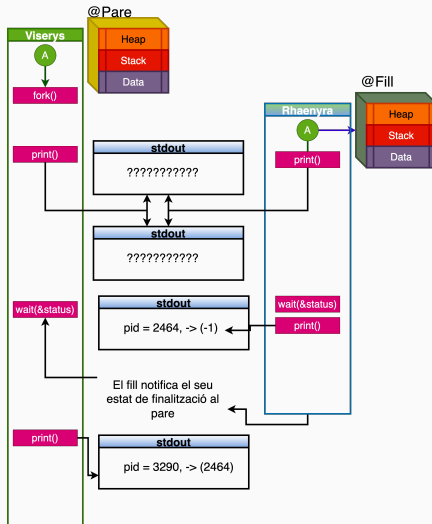 @Pare
Viserys
A
fork()
Heap
Stack
Data
@Fill
Rhaenyra
A
Heap
Stack
Data
print()
stdout
???????????
print()
stdout
???????????
wait(&status)
stdout
pid = 2464, -> (-1)
wait(&status)
print()
El fill notifica el seu
estat de finalització al
pare
print()
stdout
pid = 3290, -> (2464)